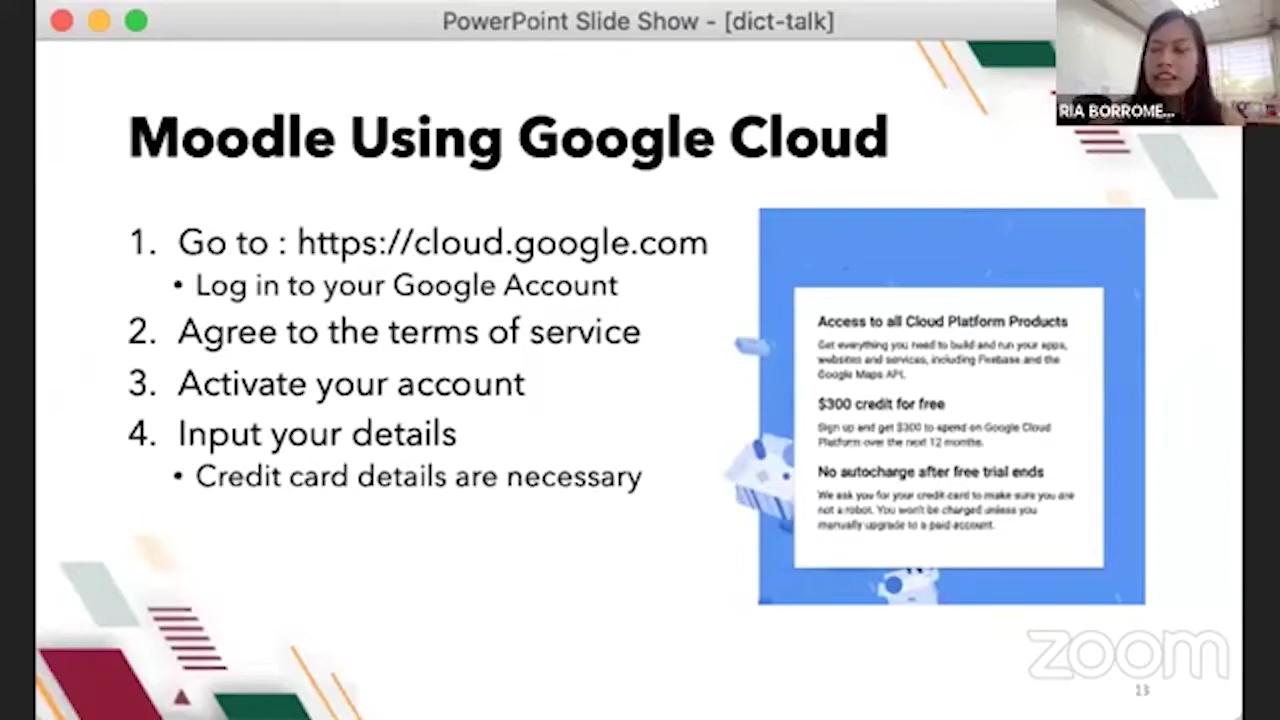 PowerPoint Slide Show - [dict-talk]
RIA BORROME...
Moodle Using Google Cloud
1. Go to : https://cloud.google.com
• Log in to your Google Account
2. Agree to the terms of service
3. Activate your account
4. Input your details
• Credit card details are necessary
Access to all Cloud Platform Products
Get everything you need to build and run your apps,
websites and services, including Firebase and the
Google Maps API.
$300 credit for free
Sign up and get $300 to spend on Google Cloud
Platform over the next 12 months.
No autocharge after free trial ends
We ask you for your credit card to make sure you are
not a robot. You won't be charged unless you
manually upgrade to a paid account.
zoom
13